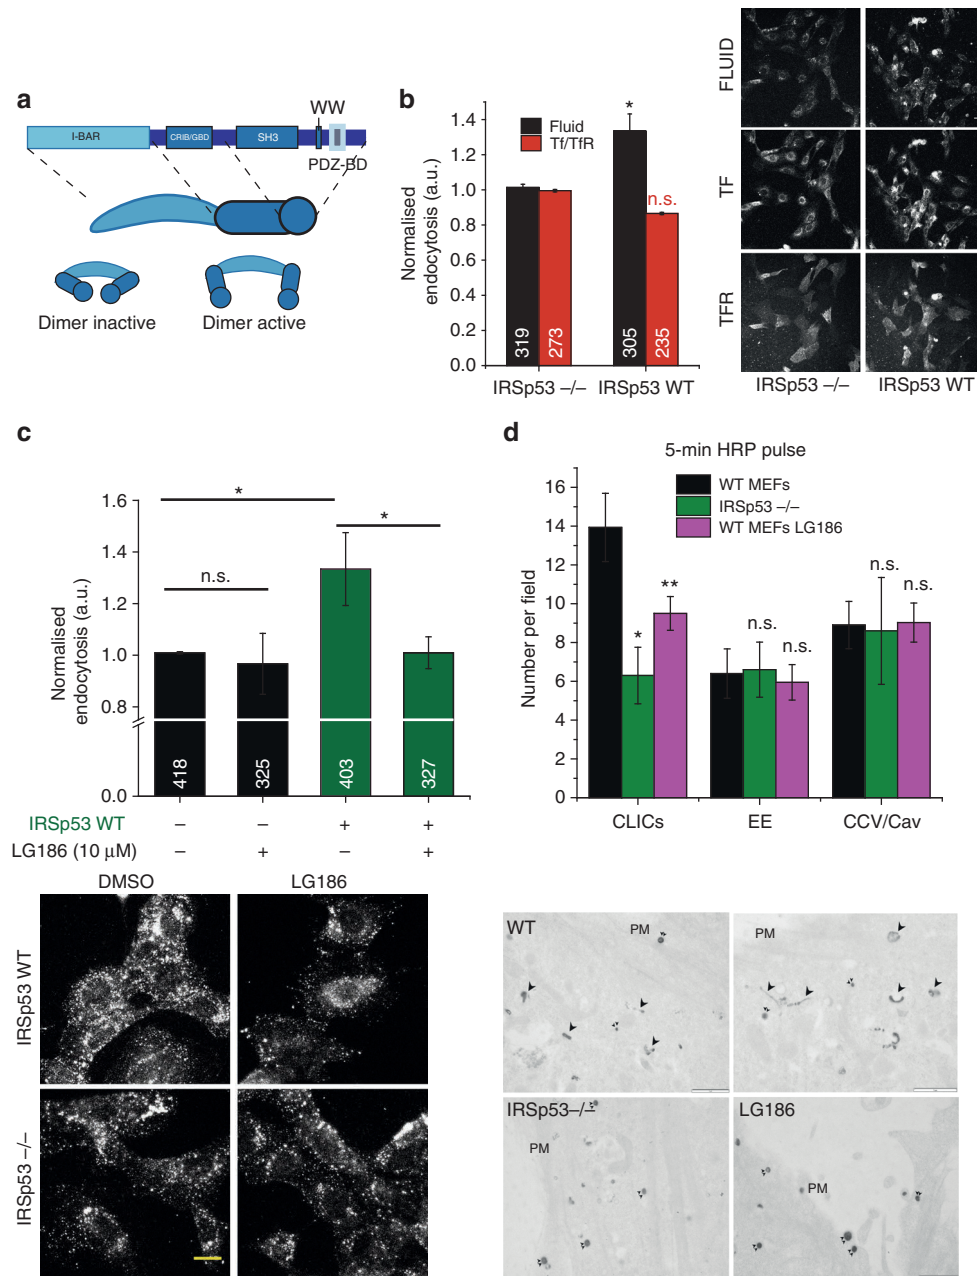 a
I-BAR
CRIB/GBD
SH3
WW
PDZ-BD
Dimer inactive
Dimer active
b
Normalised
endocytosis (a.u.)
1.4
1.2
1.0
0.8
0.6
0.4
0.2
0.0
Fluid
Tf/TfR
*
n.s.
319
273
305
235
IRSp53 –/–
IRSp53 WT
FLUID
TF
TFR
IRSp53 –/–
IRSp53 WT
c
Normalised
endocytosis (a.u.)
1.6
1.4
1.2
1.0
0.8
0.0
*
*
n.s.
418
325
403
327
IRSp53 WT – – + +
LG186 (10 μM) – + – +
DMSO
LG186
IRSp53 WT
IRSp53 –/–
d
5-min HRP pulse
WT MEFs
IRSp53 –/–
WT MEFs LG186
Number per field
16
14
12
10
8
6
4
2
0
*
**
n.s.
n.s.
n.s.
n.s.
CLICs
EE
CCV/Cav
WT
PM
PM
IRSp53–/–
PM
LG186
PM